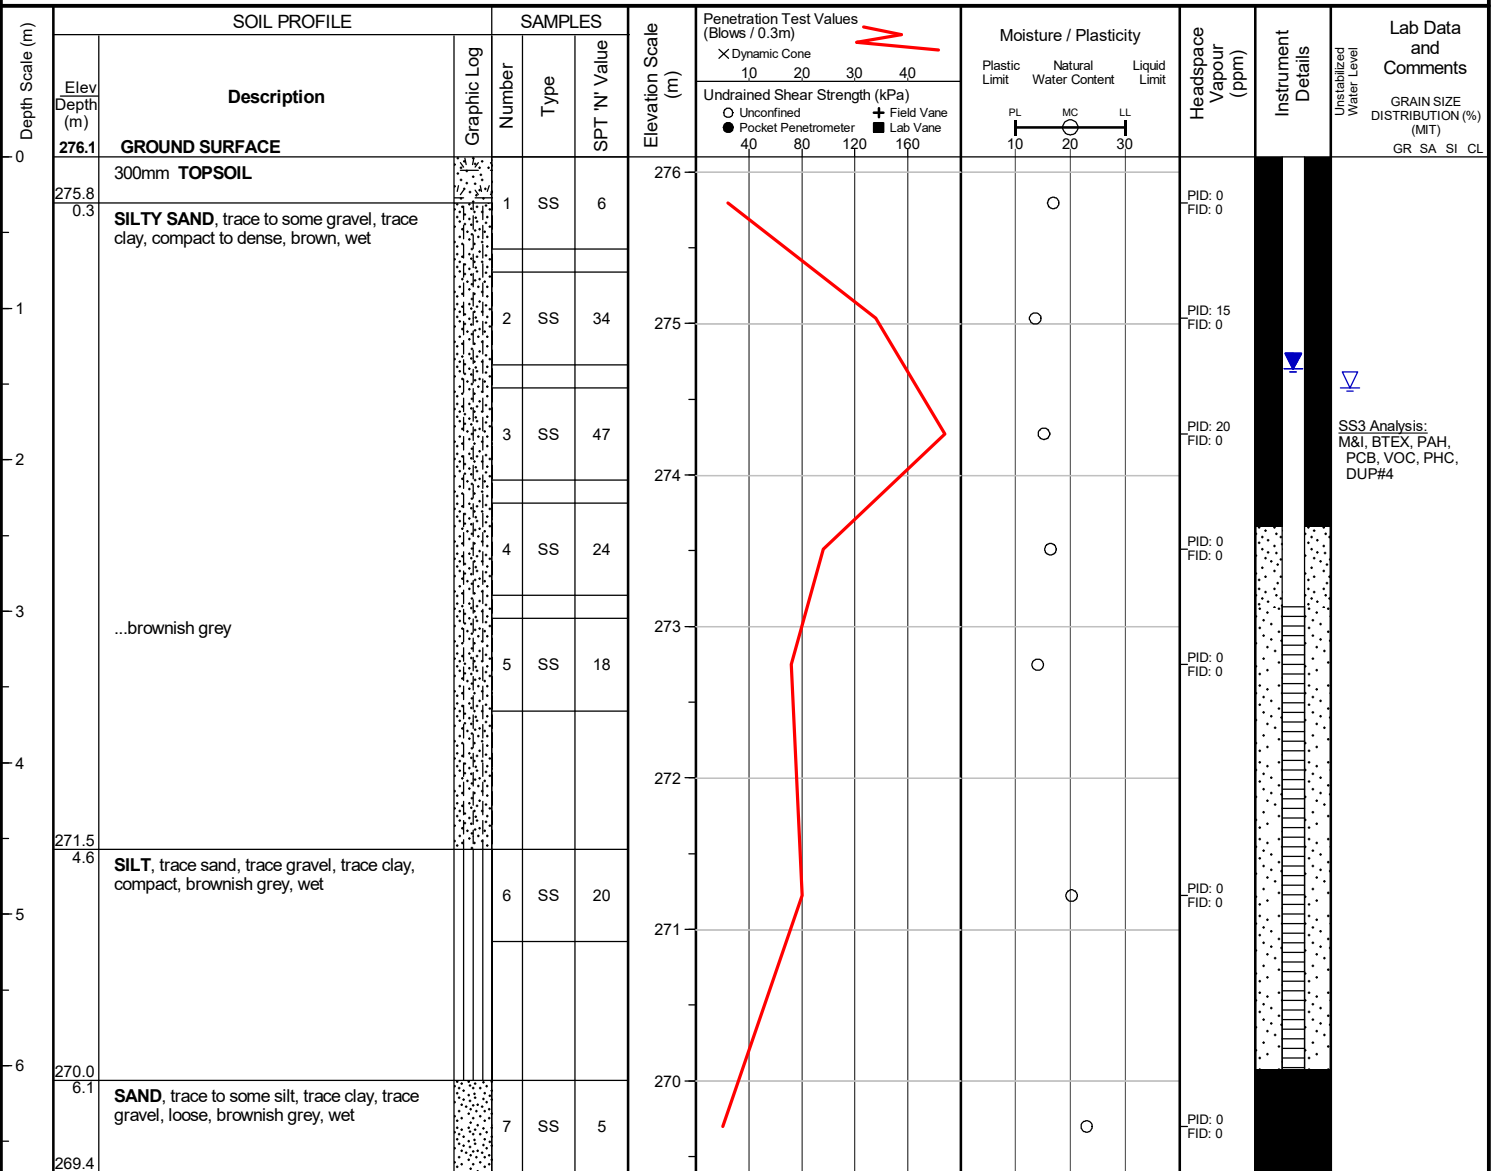 SOIL PROFILE
SAMPLES
Depth Scale (m)
Elev
Depth
(m)
Description
Graphic Log
Number
Type
SPT 'N' Value
Elevation Scale
(m)
Penetration Test Values
(Blows / 0.3m)
Dynamic Cone
10 20 30 40
Undrained Shear Strength (kPa)
Unconfined Field Vane
Pocket Penetrometer Lab Vane
40 80 120 160
Moisture / Plasticity
Plastic
Limit
Natural
Water Content
Liquid
Limit
PL MC LL
10 20 30
Headspace
Vapour
(ppm)
Instrument
Details
Unstabilized
Water Level
Lab Data
and
Comments
GRAIN SIZE
DISTRIBUTION (%)
(MIT)
GR SA SI CL
276.1 GROUND SURFACE
0
300mm TOPSOIL
276
275.8
0.3
SILTY SAND, trace to some gravel, trace
clay, compact to dense, brown, wet
1 SS 6
PID: 0
FID: 0
1
2 SS 34
275
PID: 15
FID: 0
3 SS 47
PID: 20
FID: 0
SS3 Analysis:
M&I, BTEX, PAH,
PCB, VOC, PHC,
DUP#4
2
274
4 SS 24
PID: 0
FID: 0
3
...brownish grey
273
5 SS 18
PID: 0
FID: 0
4
272
271.5
4.6
SILT, trace sand, trace gravel, trace clay,
compact, brownish grey, wet
6 SS 20
PID: 0
FID: 0
5
271
6
270.0
6.1
270
SAND, trace to some silt, trace clay, trace
gravel, loose, brownish grey, wet
7 SS 5
PID: 0
FID: 0
269.4